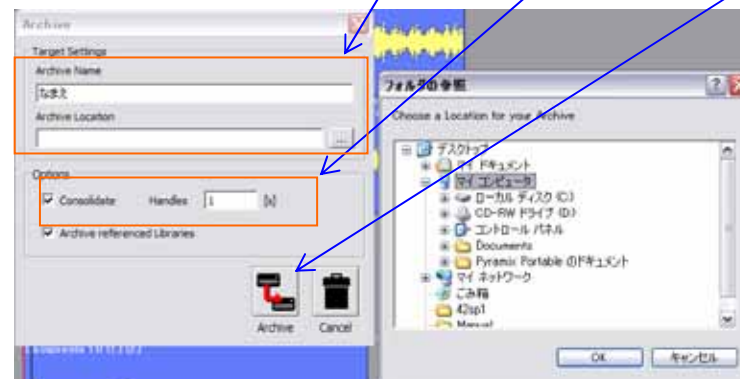 Archive
Target Settings
Archive Name
なまえ
Archive Location
...
Options
Consolidate Handles 1 [s]
Archive referenced Libraries
Archive Cancel
フォルダの参照
Choose a Location for your Archive
デスクトップ
マイ ドキュメント
マイ コンピュータ
ローカル ディスク (C:)
CD-RW ドライブ (D:)
コントロール パネル
Documents
Pyramix Portable のドキュメント
マイ ネットワーク
ごみ箱
42sp1
Manual
OK キャンセル